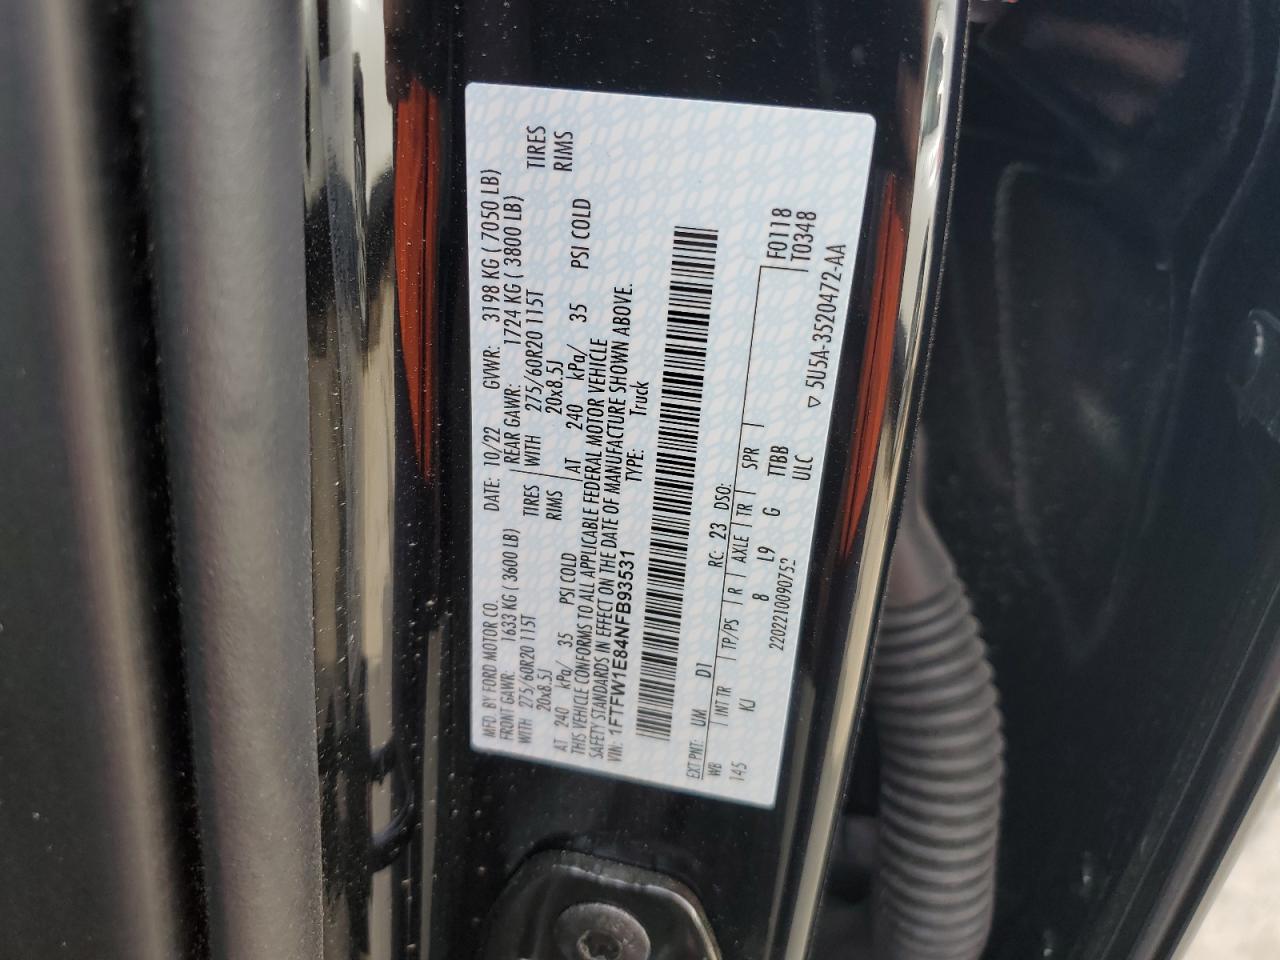 MFD. BY FORD MOTOR CO.  DATE: 10/22  GVWR: 3198 KG ( 7050 LB)
FRONT GAWR: 1633 KG ( 3600 LB)  REAR GAWR: 1724 KG ( 3800 LB)
WITH 275/60R20 115T TIRES  WITH 275/60R20 115T TIRES
20x8.5J RIMS  20x8.5J RIMS
AT 240 kPa/ 35 PSI COLD  AT 240 kPa/ 35 PSI COLD
THIS VEHICLE CONFORMS TO ALL APPLICABLE FEDERAL MOTOR VEHICLE
SAFETY STANDARDS IN EFFECT ON THE DATE OF MANUFACTURE SHOWN ABOVE.
VIN: 1FTFW1E84NFB93531  TYPE: Truck
EXT PNT: UM D1  RC: 23 DSO:  F0118
WB | INT TR | TP/PS | R | AXLE | TR | SPR  T0348
145 KJ 8 L9 G TTBB
2202210090752 ULC ▽ 5U5A-3520472-AA